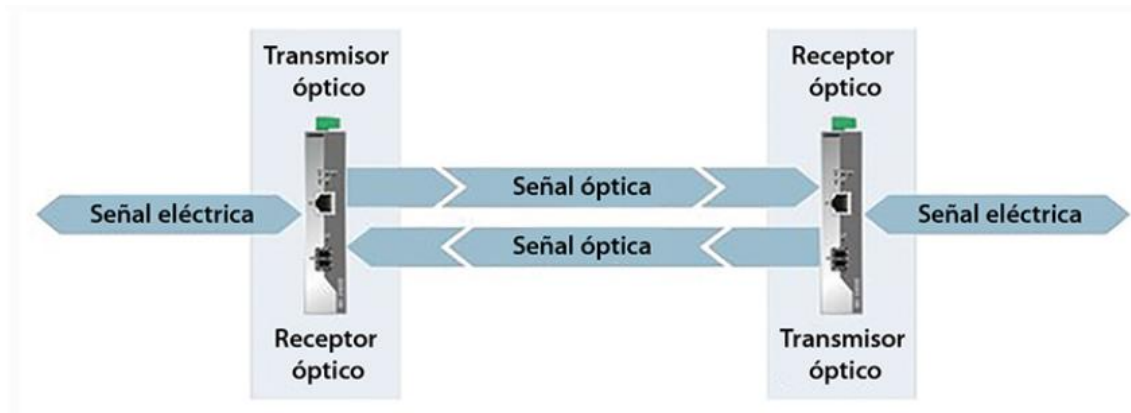 Transmisor
óptico
Receptor
óptico
Señal eléctrica
Señal óptica
Señal óptica
Señal eléctrica
Receptor
óptico
Transmisor
óptico